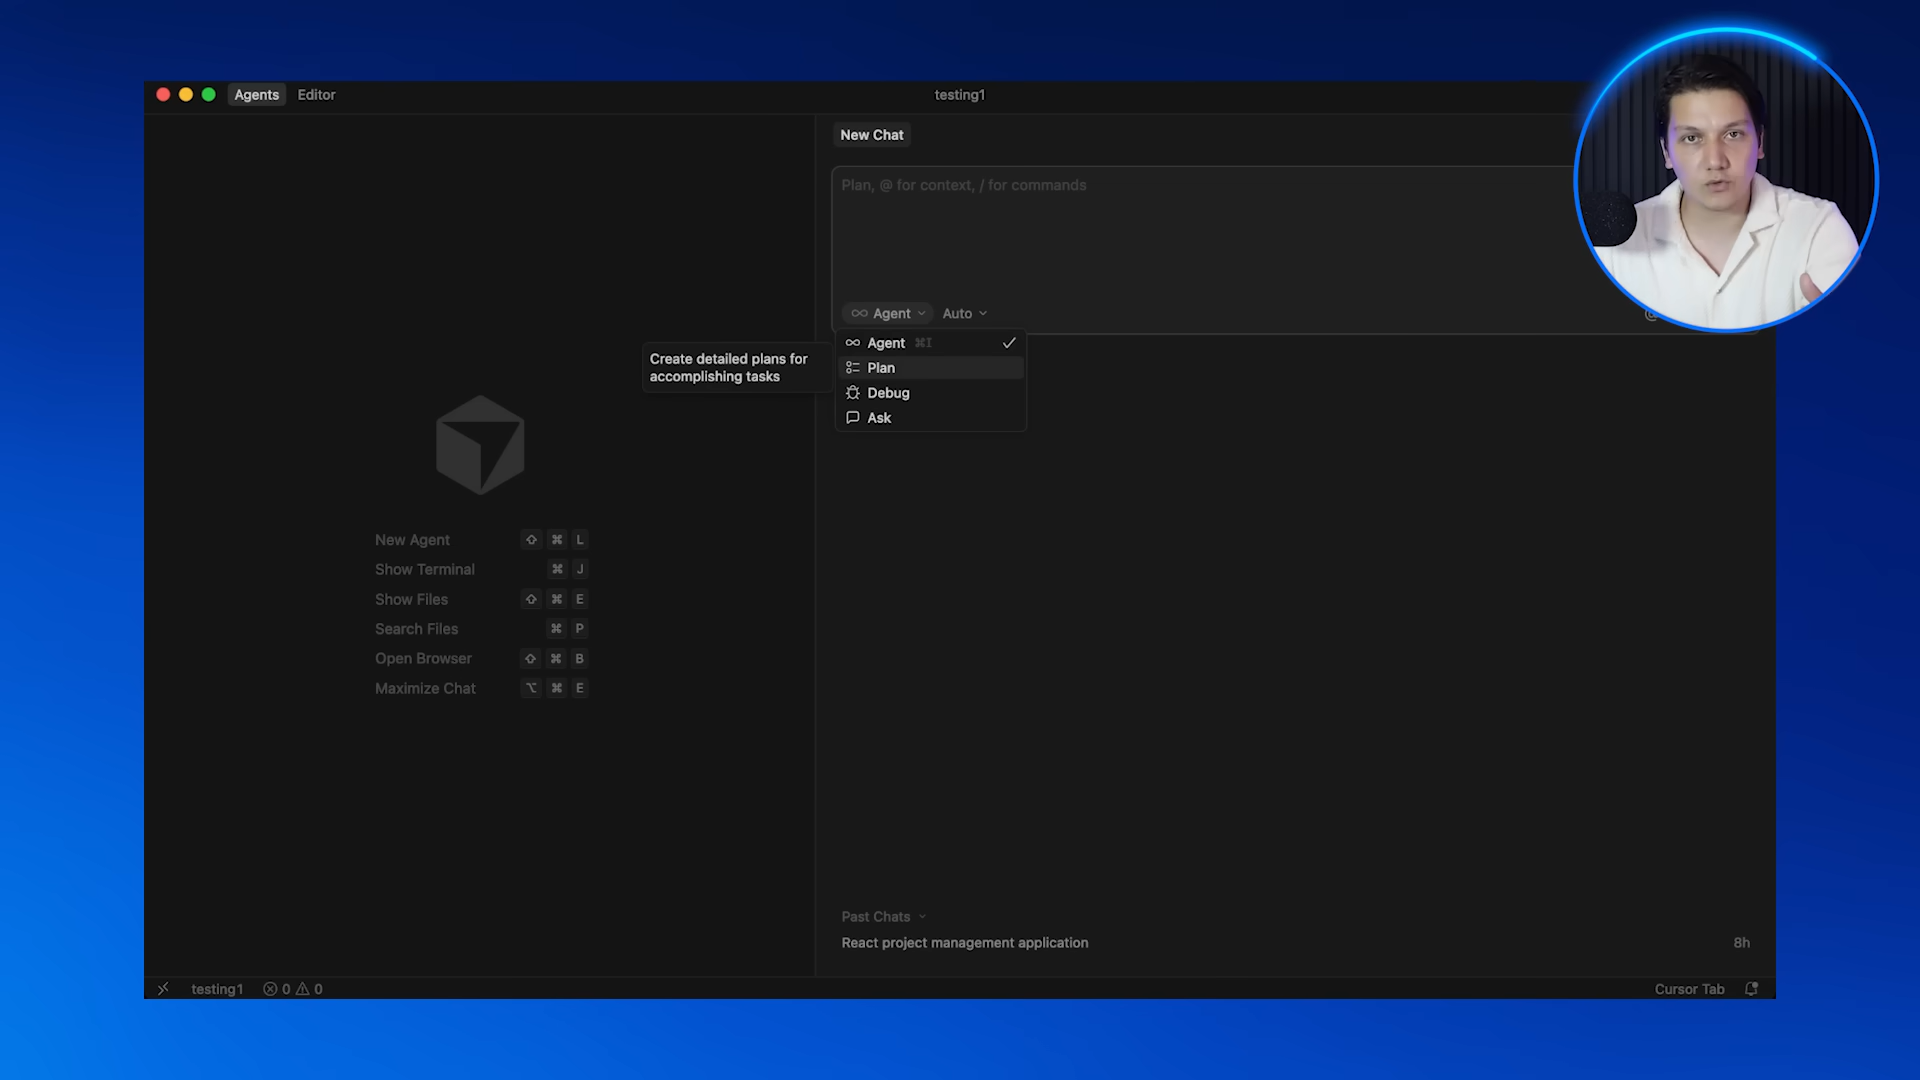 Agents Editor
testing1
New Chat
Plan, @ for context, / for commands
Agent Auto
@
Agent ⌘I
Plan
Debug
Ask
Create detailed plans for
accomplishing tasks
New Agent ⇧ ⌘ L
Show Terminal ⌘ J
Show Files ⇧ ⌘ E
Search Files ⌘ P
Open Browser ⇧ ⌘ B
Maximize Chat ⌥ ⌘ E
Past Chats
React project management application 8h
testing1 0 0
Cursor Tab